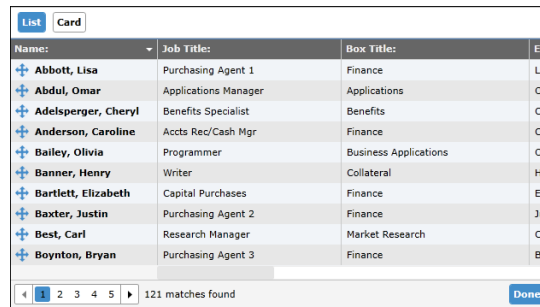 List Card
Name: Job Title: Box Title: E
Abbott, Lisa Purchasing Agent 1 Finance L
Abdul, Omar Applications Manager Applications O
Adelsperger, Cheryl Benefits Specialist Benefits C
Anderson, Caroline Accts Rec/Cash Mgr Finance C
Bailey, Olivia Programmer Business Applications O
Banner, Henry Writer Collateral H
Bartlett, Elizabeth Capital Purchases Finance E
Baxter, Justin Purchasing Agent 2 Finance J
Best, Carl Research Manager Market Research C
Boynton, Bryan Purchasing Agent 3 Finance B
1 2 3 4 5 121 matches found Done